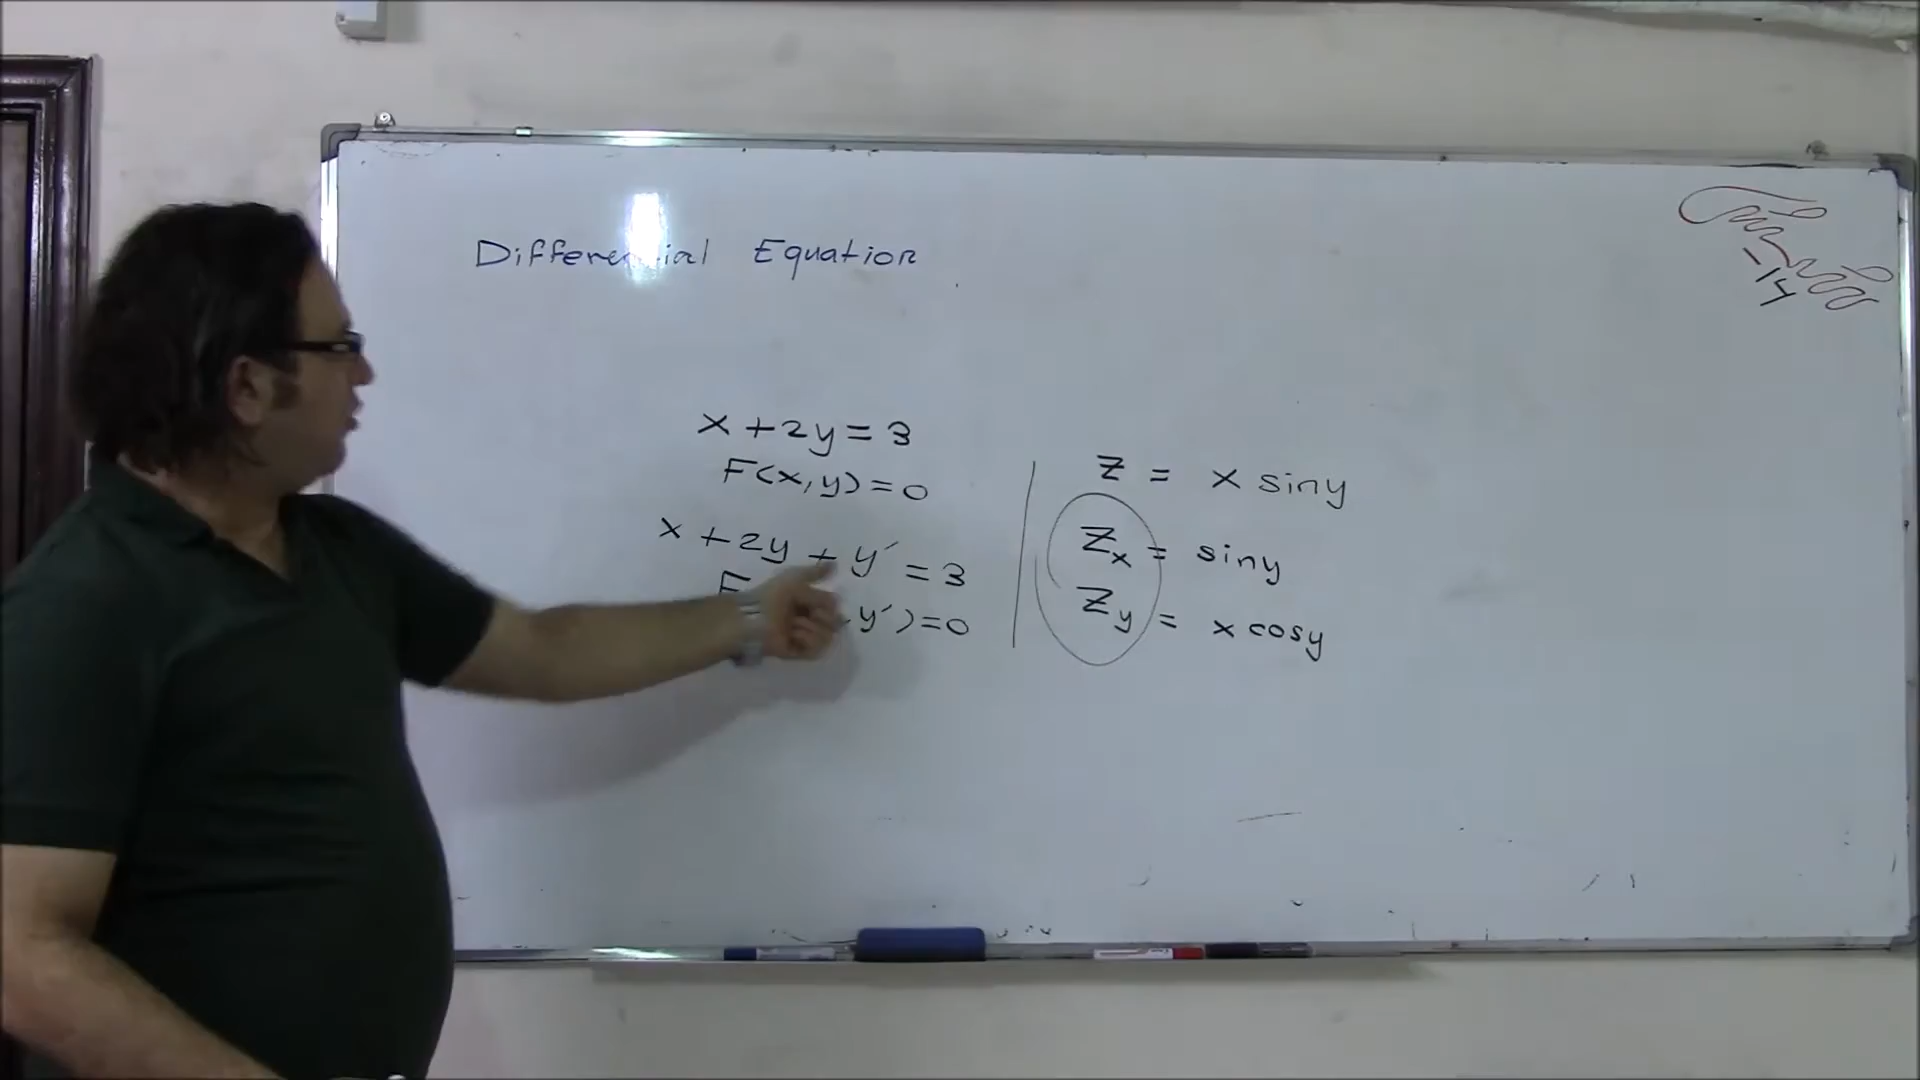 Differential Equation
x + 2y = 3
F(x,y) = 0
x + 2y + y′ = 3
F , y′) = 0
z = x siny
Zx = siny
Zy = x cosy